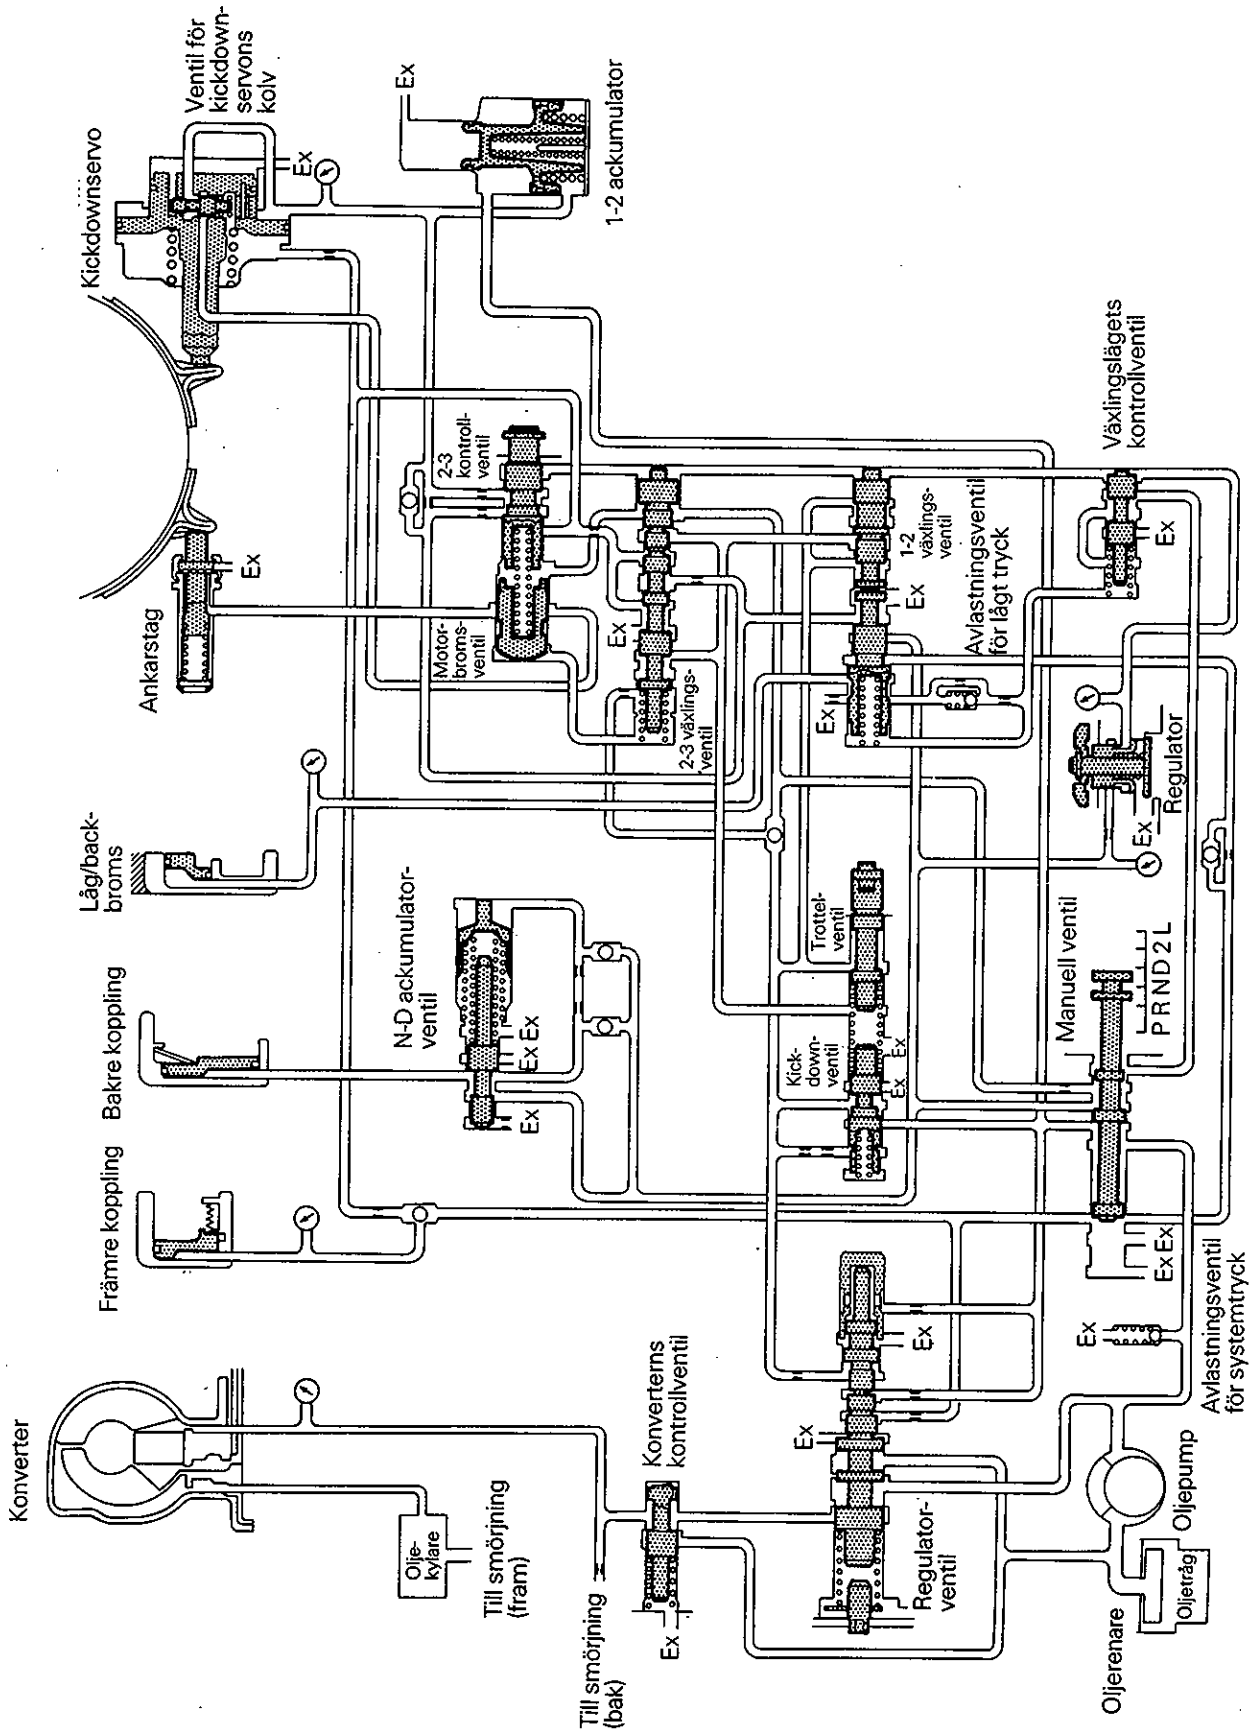 Konverter
Främre koppling
Bakre koppling
Låg/back-
broms
Ankarstag
Ex
Kickdownservo
Ventil för
kickdown-
servons
kolv
Ex
Ex
1-2 ackumulator
Olje-
kylare
Till smörjning
(fram)
Till smörjning
(bak)
N-D ackumulator-
ventil
Ex Ex
Ex
Ex
Motor-
broms-
ventil
2-3
kontroll-
ventil
Ex
2-3 växlings-
ventil
Konverterns
kontrollventil
Ex
Kick-
down-
ventil
Ex
Ex
Trottel-
ventil
Ex
Ex
1-2
växlings-
ventil
Avlastningsventil
för lågt tryck
Växlingslägets
kontrollventil
Ex
Regulator-
ventil
Ex
Ex
Manuell ventil
P R N D 2 L
Ex Ex
Regulator
Ex
Ex
Avlastningsventil
för systemtryck
Oljerenare
Oljetråg
Oljepump